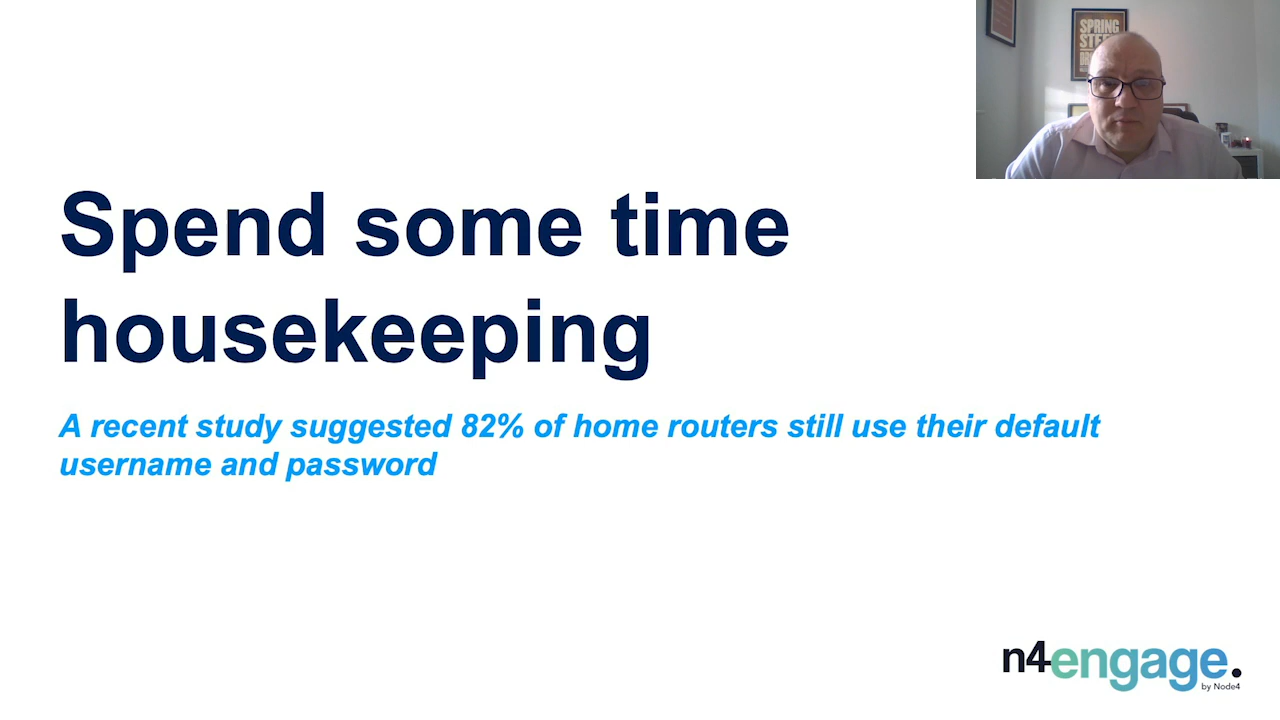 SPRING
Spend some time
housekeeping
A recent study suggested 82% of home routers still use their default
username and password
n4engage.
by Node4